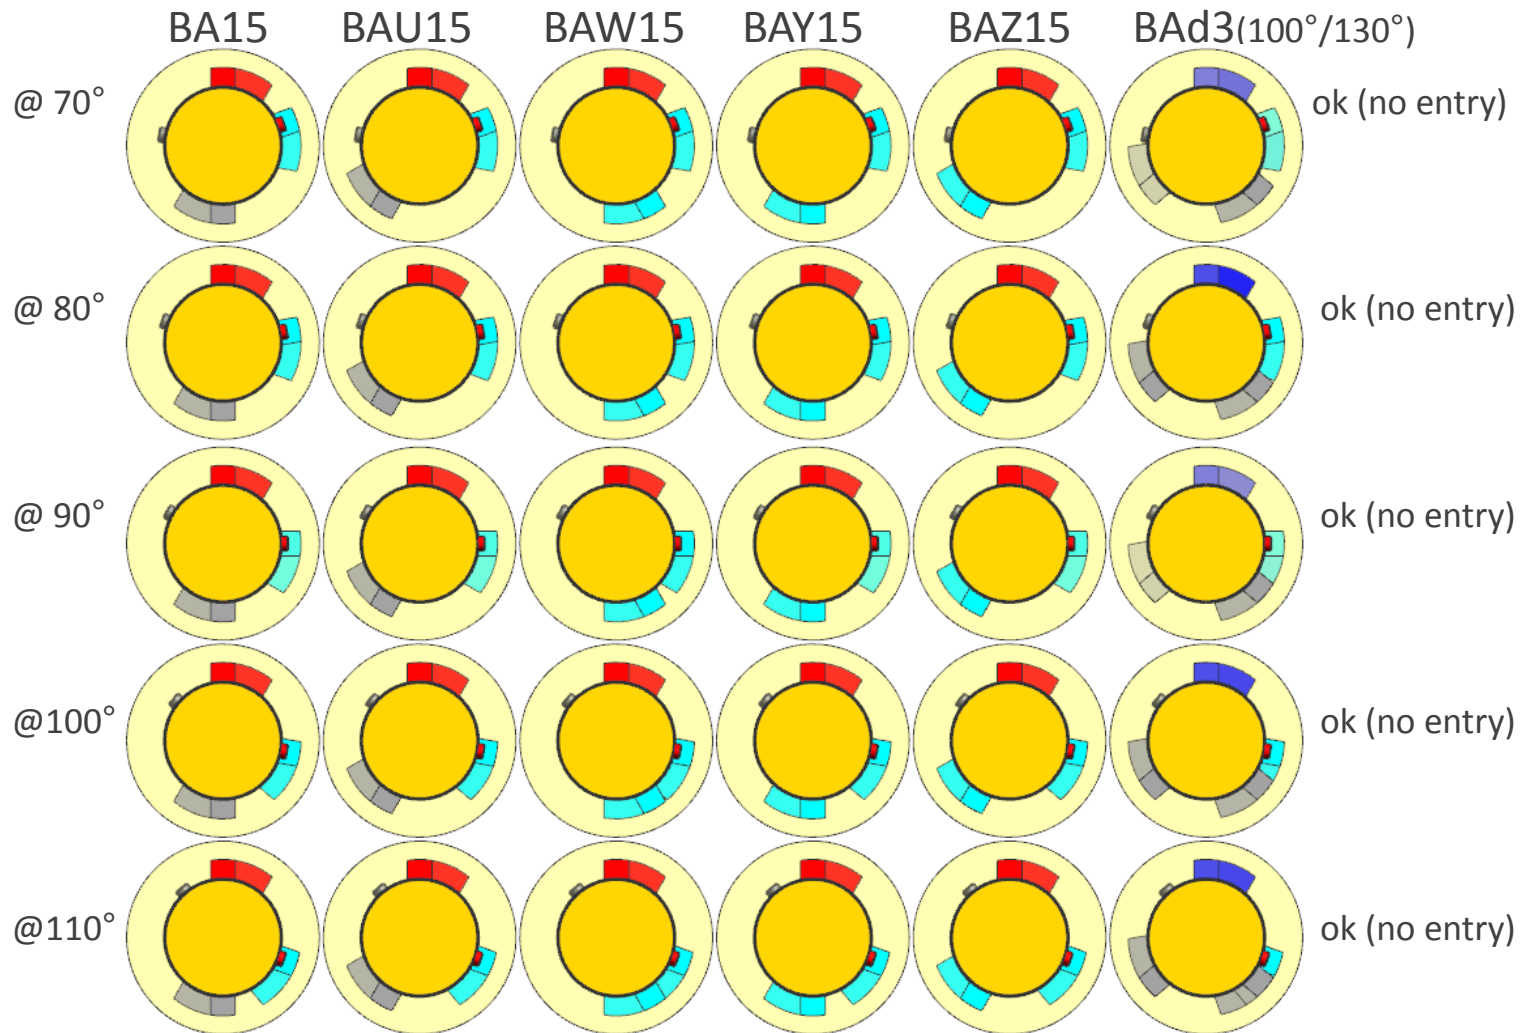 BA15 BAU15 BAW15 BAY15 BAZ15 BAd3(100°/130°)
@ 70° ok (no entry)
@ 80° ok (no entry)
@ 90° ok (no entry)
@100° ok (no entry)
@110° ok (no entry)